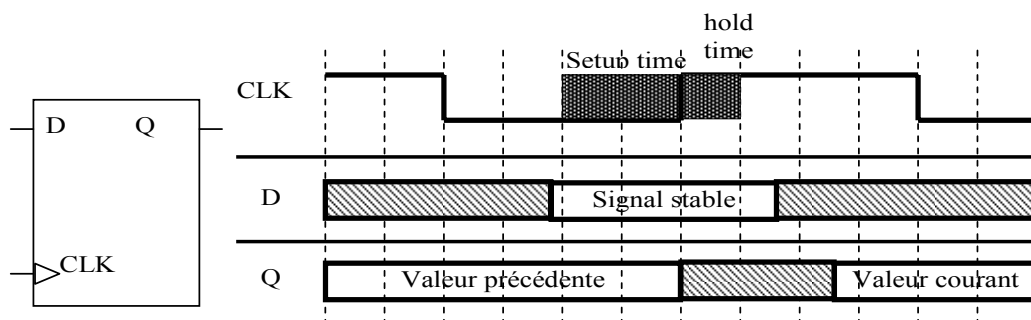 hold
time
Setup time
CLK
D Q
D
Signal stable
CLK
Q
Valeur précédente
Valeur courant